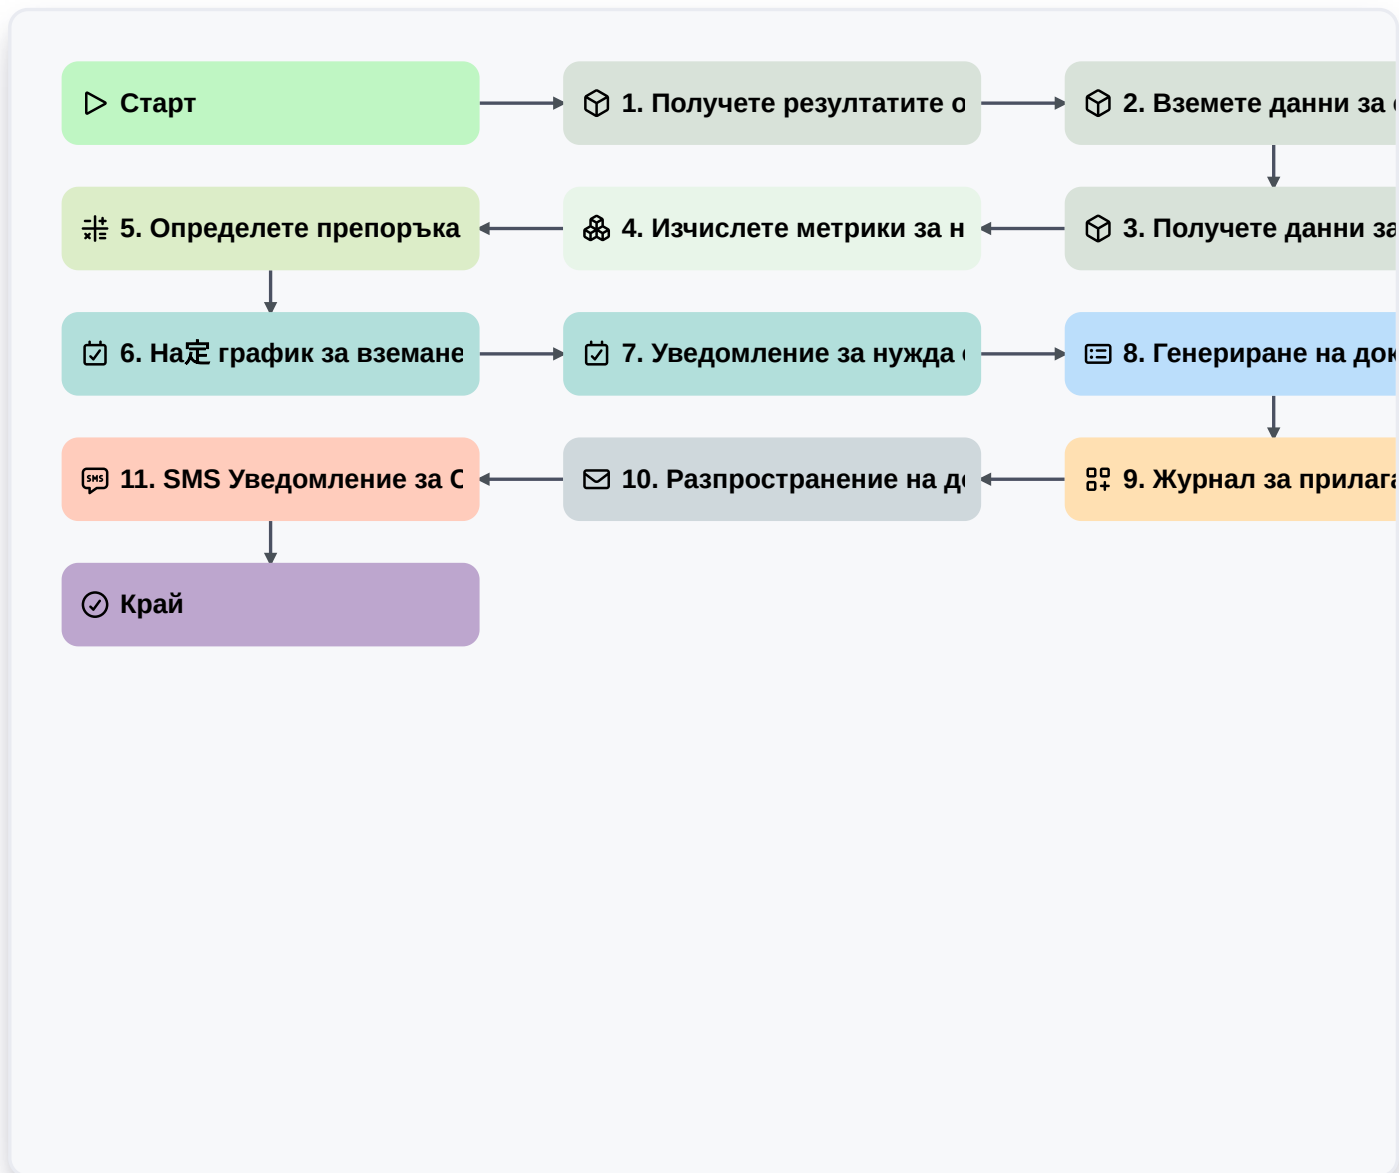 Старт
1. Получете резултатите о
2. Вземете данни за
5. Определете препоръка
4. Изчислете метрики за н
3. Получете данни за
6. На定 график за вземане
7. Уведомление за нужда
8. Генериране на док
11. SMS Уведомление за С
10. Разпространение на д
9. Журнал за прилага
Край